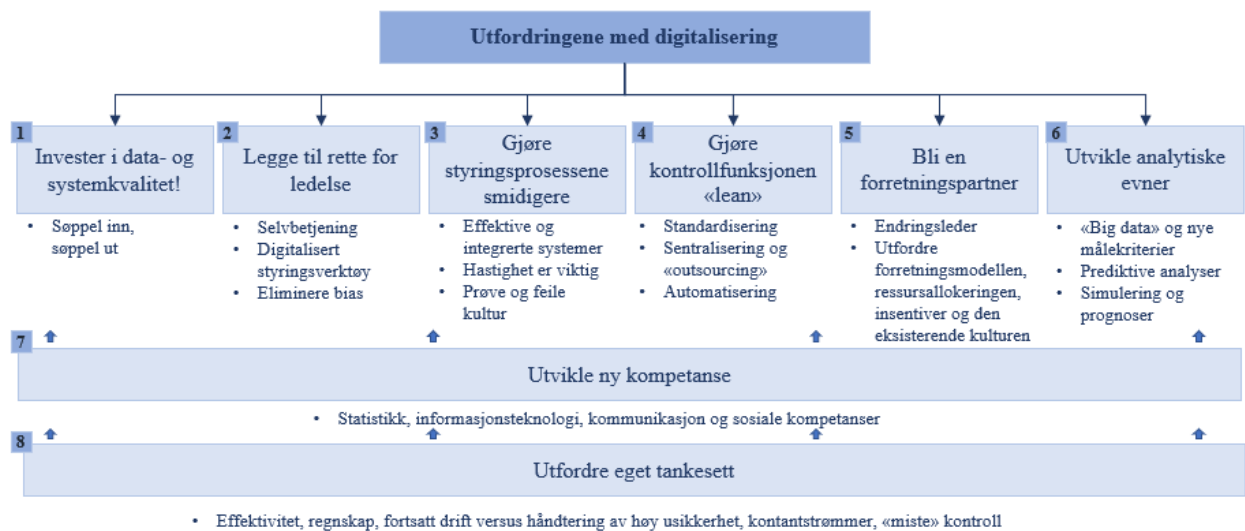 Utfordringene med digitalisering
1
Invester i data- og
systemkvalitet!
• Søppel inn,
søppel ut
2
Legge til rette for
ledelse
• Selvbetjening
• Digitalisert
styringsverktøy
• Eliminere bias
3
Gjøre
styringsprosessene
smidigere
• Effektive og
integrerte systemer
• Hastighet er viktig
• Prøve og feile
kultur
4
Gjøre
kontrollfunksjonen
«lean»
• Standardisering
• Sentralisering og
«outsourcing»
• Automatisering
5
Bli en
forretningspartner
• Endringsleder
• Utfordre
forretningsmodellen,
ressursallokeringen,
insentiver og den
eksisterende kulturen
6
Utvikle analytiske
evner
• «Big data» og nye
målekriterier
• Prediktive analyser
• Simulering og
prognoser
7
Utvikle ny kompetanse
• Statistikk, informasjonsteknologi, kommunikasjon og sosiale kompetanser
8
Utfordre eget tankesett
• Effektivitet, regnskap, fortsatt drift versus håndtering av høy usikkerhet, kontantstrømmer, «miste» kontroll